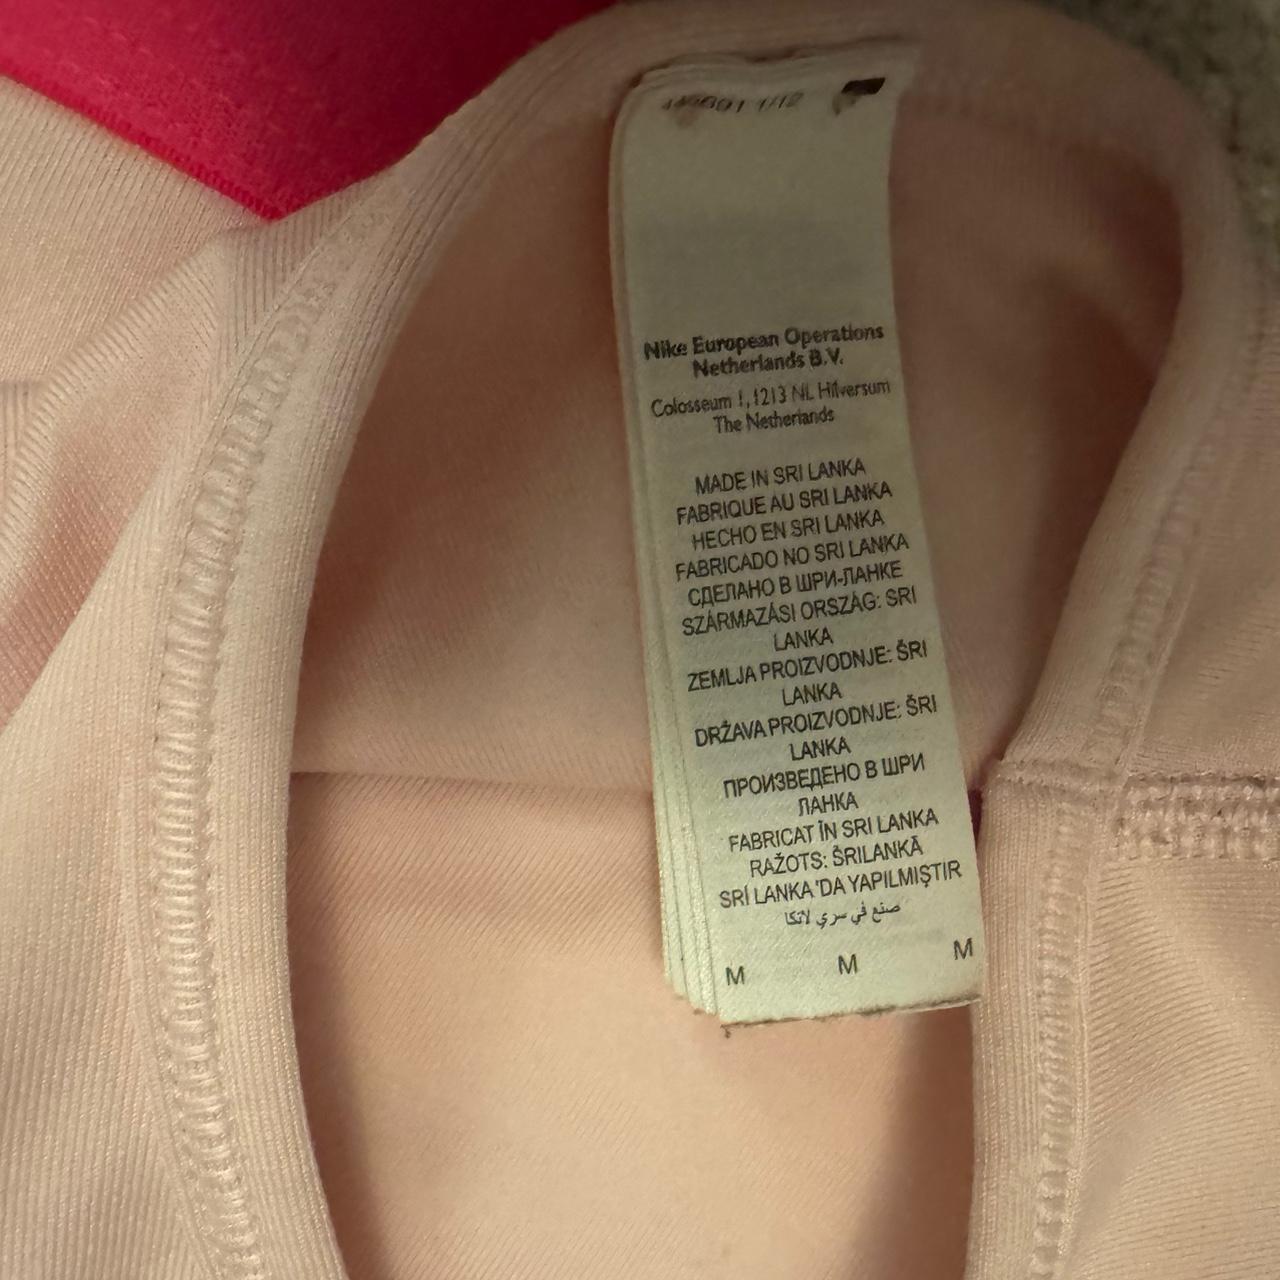 1/12
Nike European Operations
Netherlands B.V.
Colosseum 1, 1213 NL Hilversum
The Netherlands
MADE IN SRI LANKA
FABRIQUE AU SRI LANKA
HECHO EN SRI LANKA
FABRICADO NO SRI LANKA
СДЕЛАНО В ШРИ-ЛАНКЕ
SZÁRMAZÁSI ORSZÁG: SRI
LANKA
ZEMLJA PROIZVODNJE: ŠRI
LANKA
DRŽAVA PROIZVODNJE: ŠRI
LANKA
ПРОИЗВЕДЕНО В ШРИ
ЛАНКА
FABRICAT ÎN SRI LANKA
RAŽOTS: ŠRILANKĀ
SRİ LANKA 'DA YAPILMIŞTIR
صنع في سري لانكا
M M M